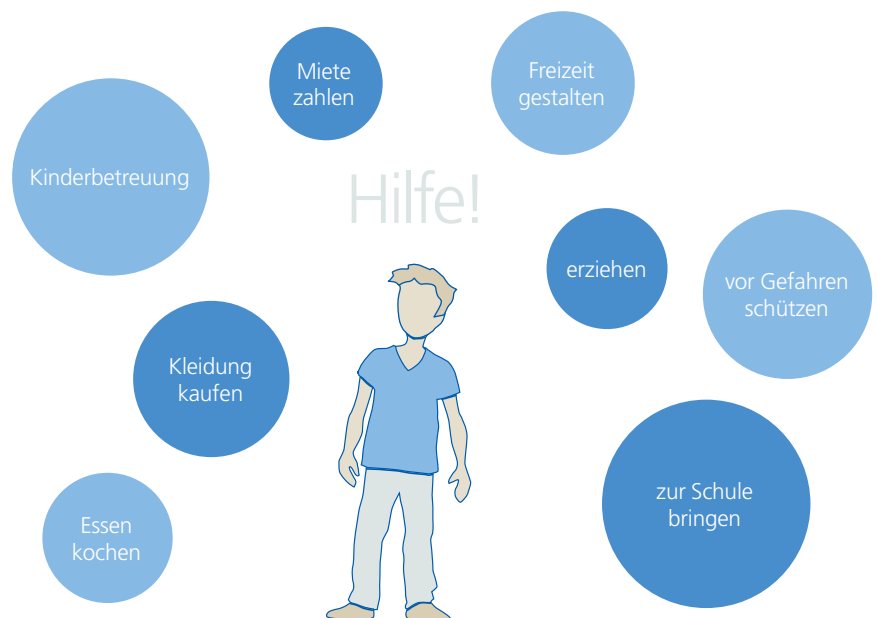 Miete
zahlen
Freizeit
gestalten
Kinderbetreuung
Hilfe!
erziehen
vor Gefahren
schützen
Kleidung
kaufen
zur Schule
bringen
Essen
kochen